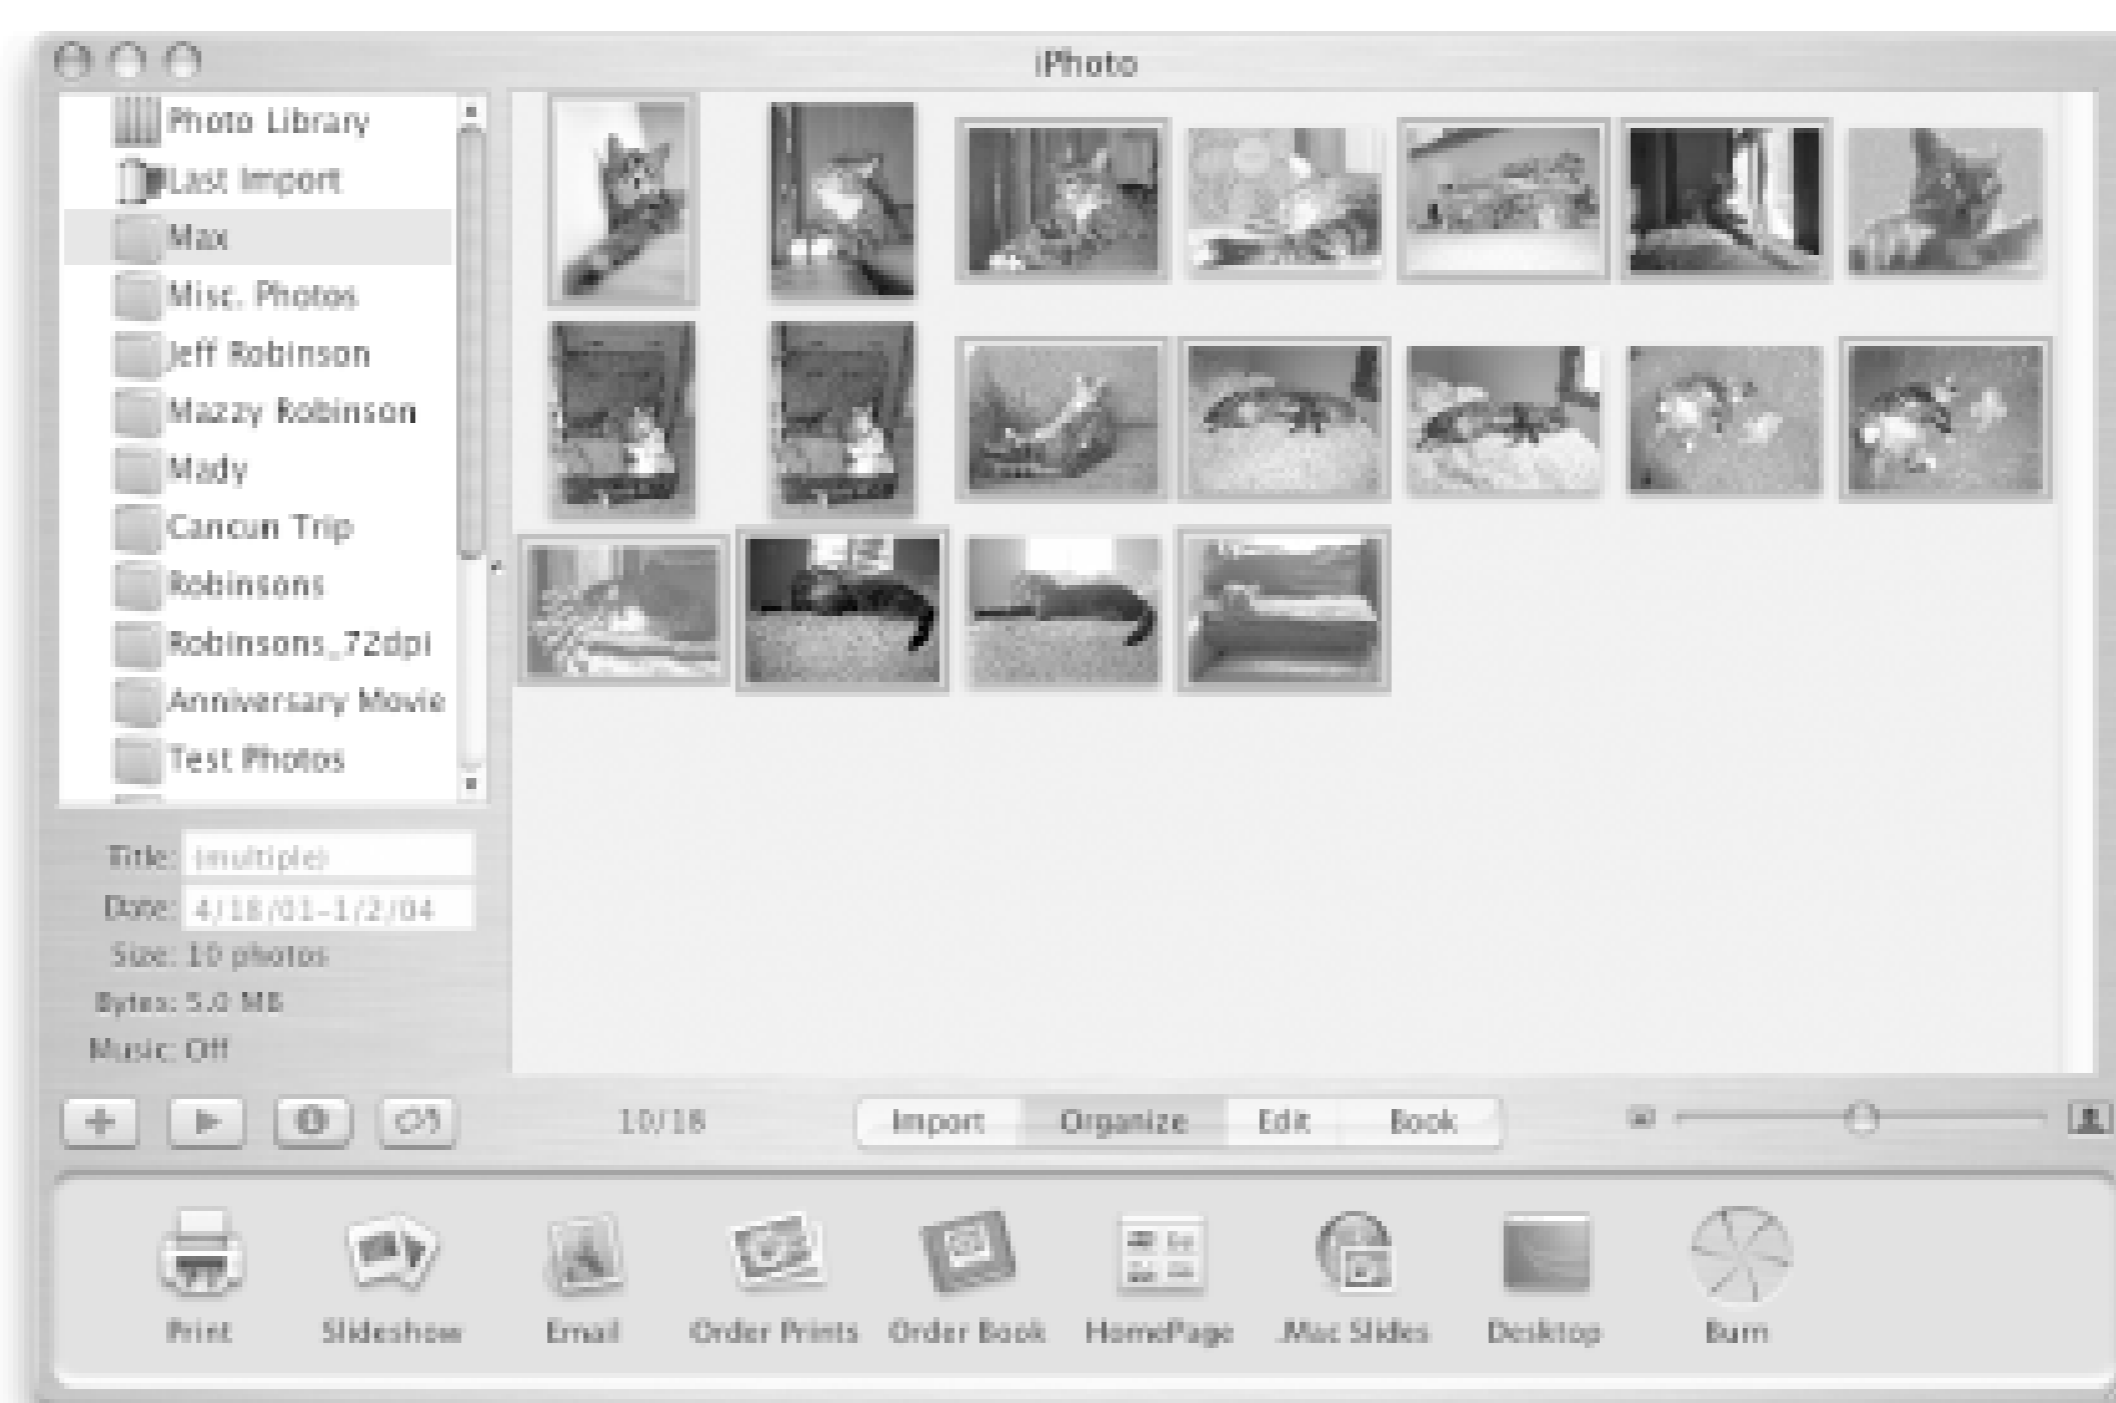 iPhoto
Photo Library
Last Import
Max
Misc. Photos
Jeff Robinson
Mazzy Robinson
Mady
Cancun Trip
Robinsons
Robinsons_72dpi
Anniversary Movie
Test Photos
Title: (multiple)
Date: 4/18/01-1/2/04
Size: 10 photos
Bytes: 5.0 MB
Music: Off
10/18 Import Organize Edit Book
Print Slideshow Email Order Prints Order Book HomePage .Mac Slides Desktop Burn